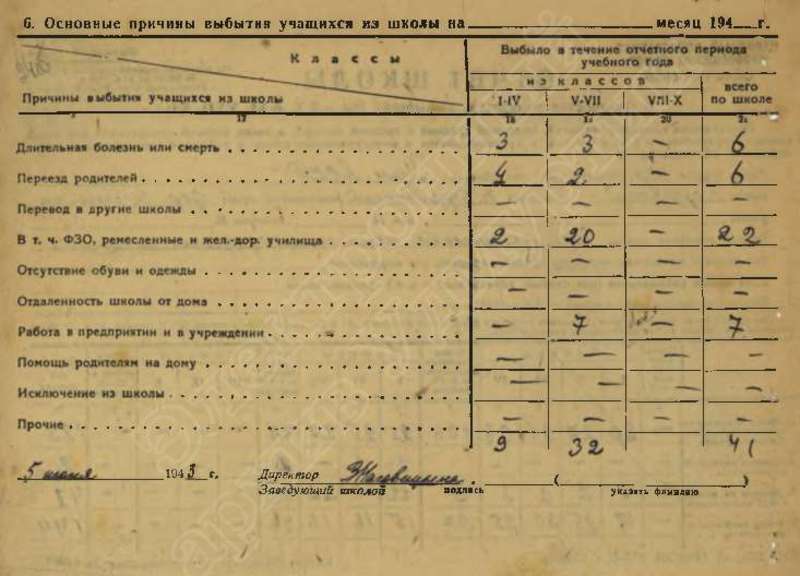 6. Основные причины выбытия учащихся из школы на ____ месяц 194__ г.
Классы
Причины выбытия учащихся из школы
Выбыло в течение отчетного периода учебного года
из классов
I-IV V-VII VIII-X всего по школе
17 18 19 20 21
Длительная болезнь или смерть 3 3 – 6
Переезд родителей 4 2 – 6
Перевод в другие школы – – – –
В т. ч. ФЗО, ремесленные и жел.-дор. училища 2 20 – 22
Отсутствие обуви и одежды – – – –
Отдаленность школы от дома – – – –
Работа в предприятии и в учреждении – 7 – 7
Помощь родителям на дому – – – –
Исключение из школы – – – –
Прочие – – – –
9 32 41
5 1943 г. Директор ( )
Заведующий школой подпись указать фамилию